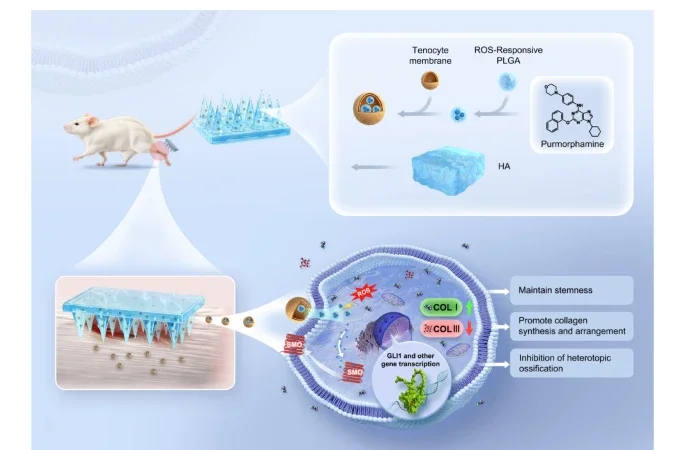 Tenocyte
membrane
ROS-Responsive
PLGA
Purmorphamine
HA
ROS
COL I
COL III
SMO
SMO
GLI1 and other
gene transcription
Maintain stemness
Promote collagen
synthesis and arrangement
Inhibition of heterotopic
ossification